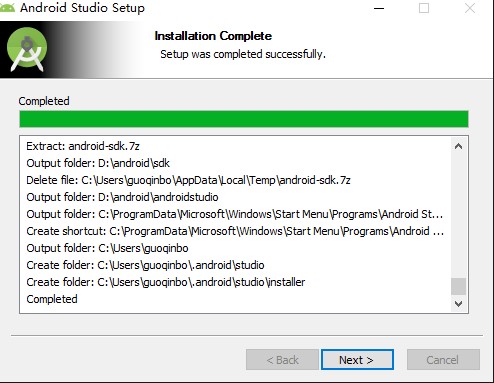 Android Studio Setup
Installation Complete
Setup was completed successfully.
Completed
Extract: android-sdk.7z
Output folder: D:\android\sdk
Delete file: C:\Users\guoqinbo\AppData\Local\Temp\android-sdk.7z
Output folder: D:\android\androidstudio
Output folder: C:\ProgramData\Microsoft\Windows\Start Menu\Programs\Android St...
Create shortcut: C:\ProgramData\Microsoft\Windows\Start Menu\Programs\Android ...
Output folder: C:\Users\guoqinbo
Create folder: C:\Users\guoqinbo\.android\studio
Create folder: C:\Users\guoqinbo\.android\studio\installer
Completed
< Back Next > Cancel